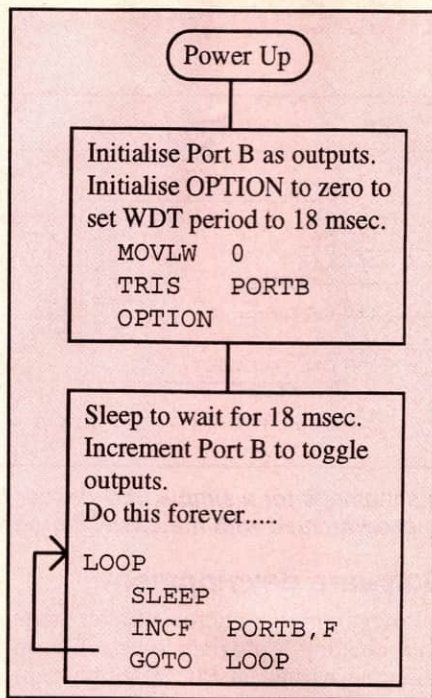 Power Up
Initialise Port B as outputs.
Initialise OPTION to zero to
set WDT period to 18 msec.
MOVLW 0
TRIS PORTB
OPTION
Sleep to wait for 18 msec.
Increment Port B to toggle
outputs.
Do this forever.....
LOOP
SLEEP
INCF PORTB,F
GOTO LOOP